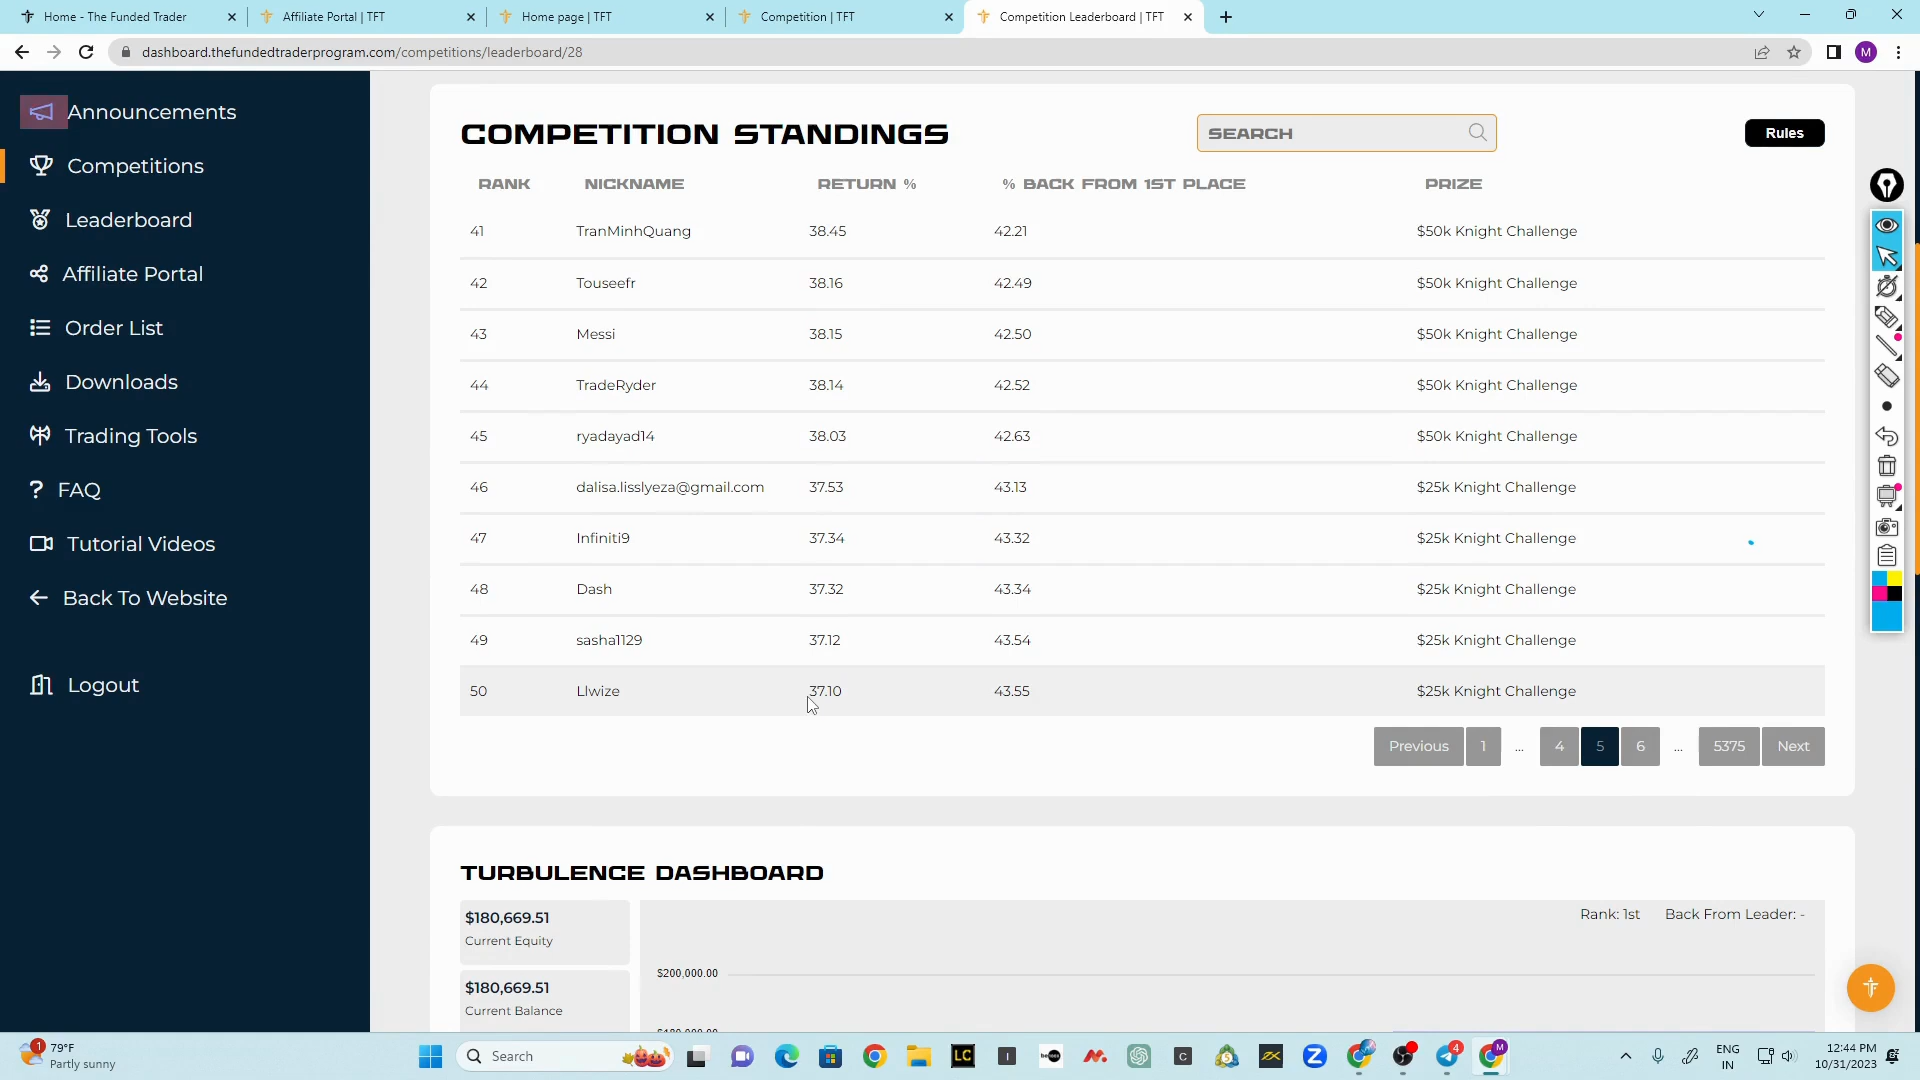 Home - The Funded Trader
Affiliate Portal | TFT
Home page | TFT
Competition | TFT
Competition Leaderboard | TFT
dashboard.thefundedtraderprogram.com/competitions/leaderboard/28
M
Announcements
Competitions
Leaderboard
Affiliate Portal
Order List
Downloads
Trading Tools
FAQ
Tutorial Videos
Back To Website
Logout
COMPETITION STANDINGS
SEARCH
Rules
RANK NICKNAME RETURN % % BACK FROM 1ST PLACE PRIZE
41 TranMinhQuang 38.45 42.21 $50k Knight Challenge
42 Touseefr 38.16 42.49 $50k Knight Challenge
43 Messi 38.15 42.50 $50k Knight Challenge
44 TradeRyder 38.14 42.52 $50k Knight Challenge
45 ryadayad14 38.03 42.63 $50k Knight Challenge
46 dalisa.lisslyeza@gmail.com 37.53 43.13 $25k Knight Challenge
47 Infiniti9 37.34 43.32 $25k Knight Challenge
48 Dash 37.32 43.34 $25k Knight Challenge
49 sasha1129 37.12 43.54 $25k Knight Challenge
50 Llwize 37.10 43.55 $25k Knight Challenge
Previous 1 ... 4 5 6 ... 5375 Next
TURBULENCE DASHBOARD
$180,669.51
Current Equity
Rank: 1st Back From Leader: -
$200,000.00
$180,669.51
Current Balance
1
79°F
Partly sunny
Search
LC
4
M
ENG
IN
12:44 PM
10/31/2023